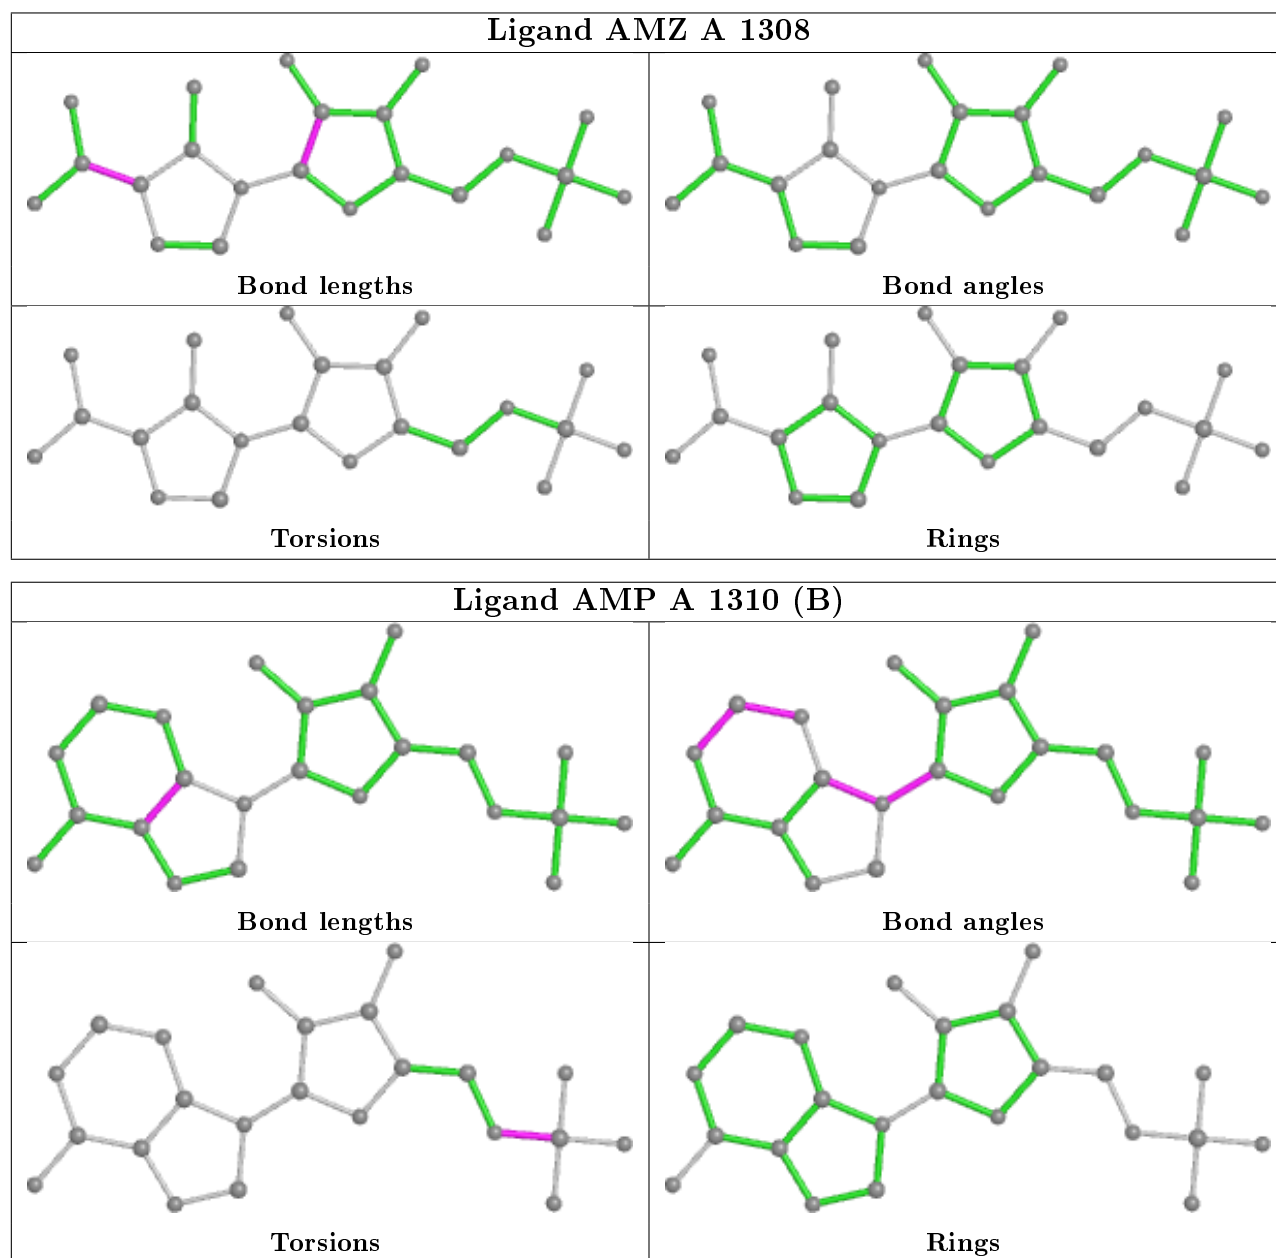 Ligand AMZ A 1308
Bond lengths
Bond angles
Torsions
Rings
Ligand AMP A 1310 (B)
Bond lengths
Bond angles
Torsions
Rings